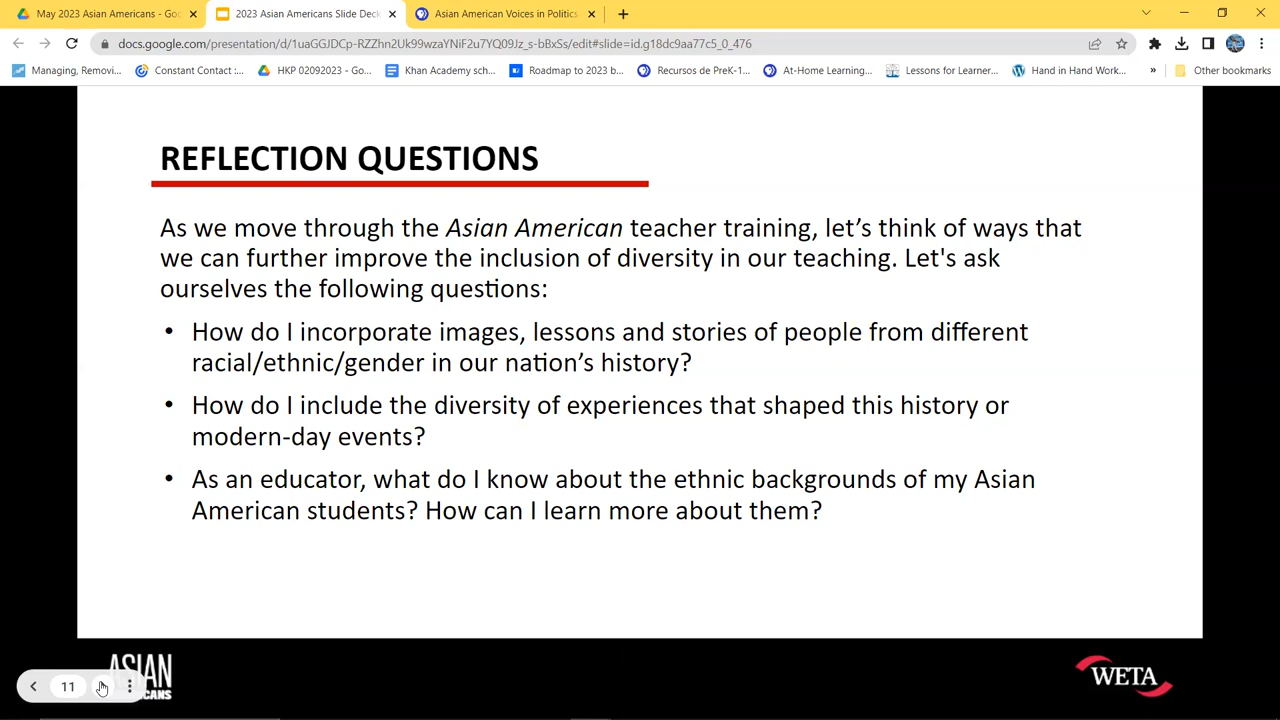 May 2023 Asian Americans - Goo
2023 Asian Americans Slide Deck
Asian American Voices in Politics
docs.google.com/presentation/d/1uaGGJDCp-RZZhn2Uk99wzaYNiF2u7YQ0Hz_s-bBxSs/edit#slide=id.g18dc9aa77c5_0_476
Managing, Removi...
Constant Contact :...
HKP 02092023 - Go...
Khan Academy sch...
Roadmap to 2023 b...
Recursos de PreK-1...
At-Home Learning...
Lessons for Learner...
Hand in Hand Work...
»
Other bookmarks
REFLECTION QUESTIONS
As we move through the Asian American teacher training, let’s think of ways that
we can further improve the inclusion of diversity in our teaching. Let's ask
ourselves the following questions:
• How do I incorporate images, lessons and stories of people from different
racial/ethnic/gender in our nation’s history?
• How do I include the diversity of experiences that shaped this history or
modern-day events?
• As an educator, what do I know about the ethnic backgrounds of my Asian
American students? How can I learn more about them?
ASIAN
11
WETA